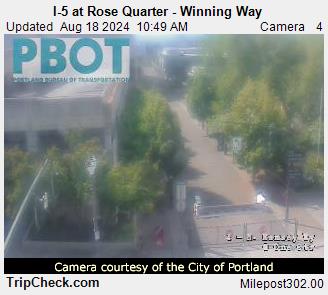 I-5 at Rose Quarter - Winning Way
Updated Aug 18 2024 10:49 AM Camera 4
PBOT
PORTLAND BUREAU OF TRANSPORTATION
Camera courtesy of the City of Portland
TripCheck.com Milepost302.00